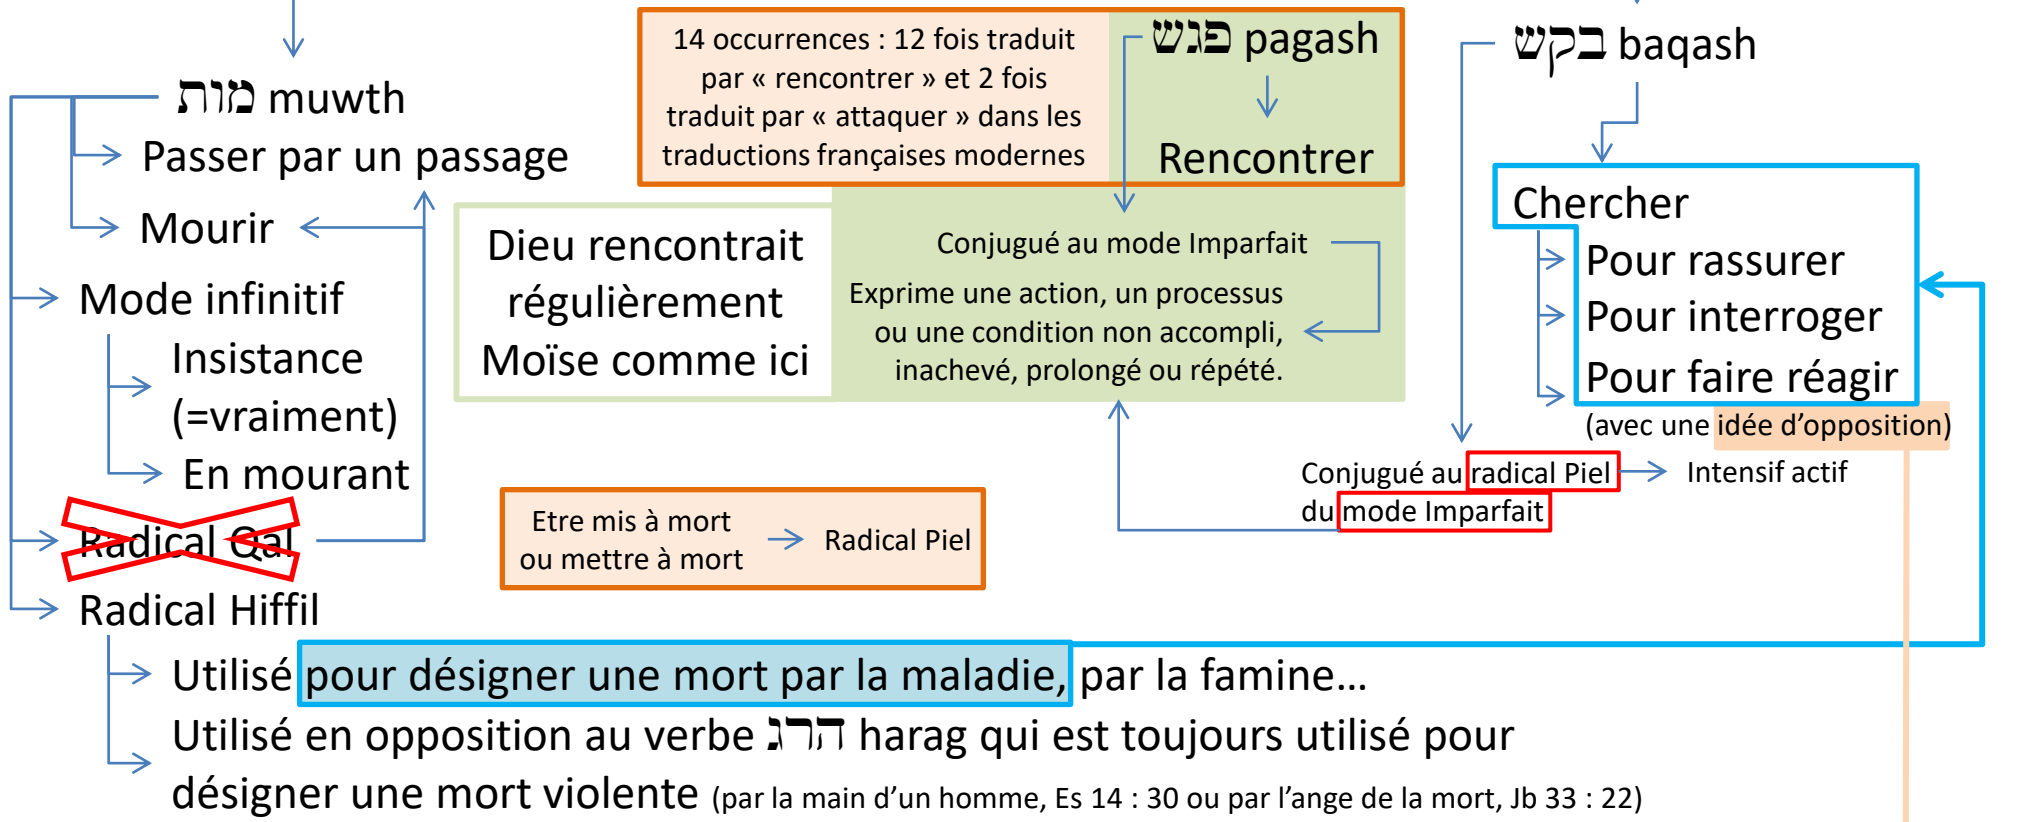 מות muwth
Passer par un passage
Mourir
Mode infinitif
Insistance
(=vraiment)
En mourant
Radical Qal
Radical Hiffil
Utilisé pour désigner une mort par la maladie, par la famine…
Utilisé en opposition au verbe הרג harag qui est toujours utilisé pour
désigner une mort violente (par la main d’un homme, Es 14 : 30 ou par l’ange de la mort, Jb 33 : 22)
14 occurrences : 12 fois traduit
par « rencontrer » et 2 fois
traduit par « attaquer » dans les
traductions françaises modernes
פגש pagash
Rencontrer
Dieu rencontrait
régulièrement
Moïse comme ici
Conjugué au mode Imparfait
Exprime une action, un processus
ou une condition non accompli,
inachevé, prolongé ou répété.
Etre mis à mort
ou mettre à mort
Radical Piel
בקש baqash
Chercher
Pour rassurer
Pour interroger
Pour faire réagir
(avec une idée d’opposition)
Conjugué au radical Piel
du mode Imparfait
Intensif actif